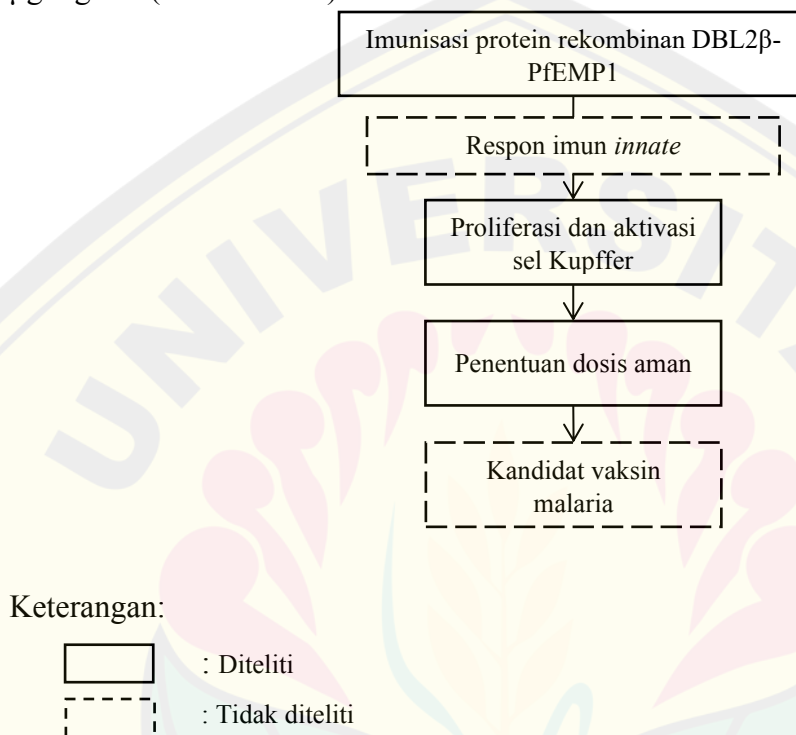 Imunisasi protein rekombinan DBL2β-
PfEMP1
Respon imun innate
Proliferasi dan aktivasi
sel Kupffer
Penentuan dosis aman
Kandidat vaksin
malaria
Keterangan:
: Diteliti
: Tidak diteliti
UNIVERSITA